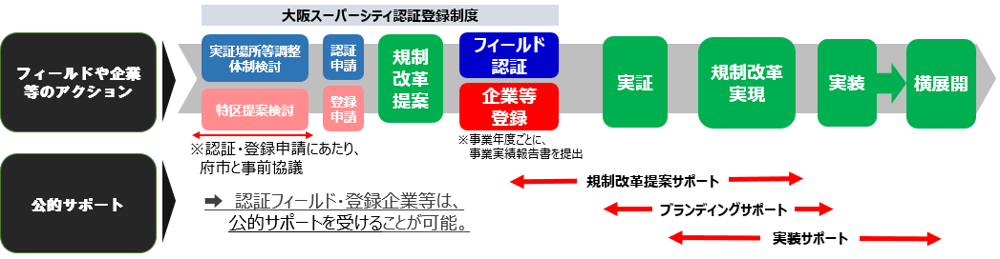 大阪スーパーシティ認証登録制度
フィールドや企業
等のアクション
実証場所等調整
体制検討
認証
申請
特区提案検討
登録
申請
規制
改革
提案
フィールド
認証
企業等
登録
実証
規制改革
実現
実装
横展開
※認証・登録申請にあたり、
府市と事前協議
※事業年度ごとに、
事業実績報告書を提出
公的サポート
➡ 認証フィールド・登録企業等は、
公的サポートを受けることが可能。
規制改革提案サポート
ブランディングサポート
実装サポート